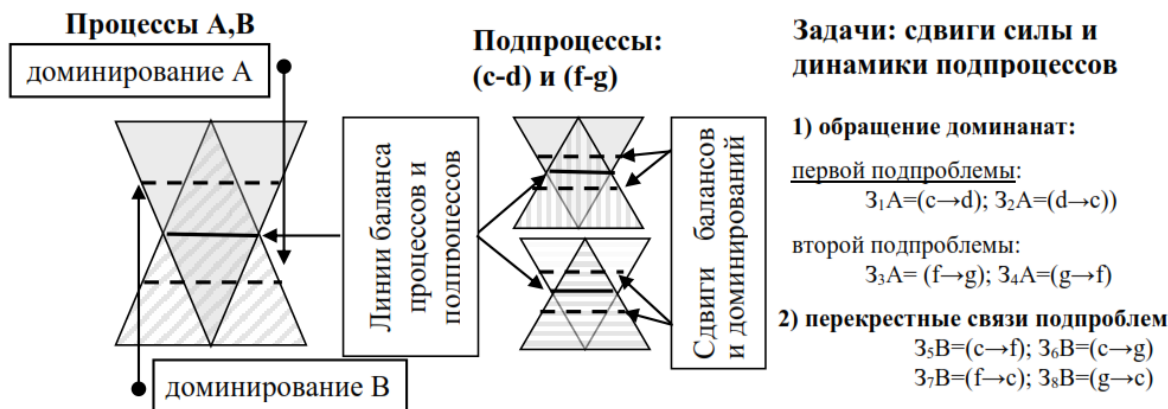 Процессы А,В
доминирование А
доминирование В
Линии баланса
процессов и
подпроцессов
Подпроцессы:
(c-d) и (f-g)
Сдвиги балансов
и доминирований
Задачи: сдвиги силы и
динамики подпроцессов
1) обращение доминанат:
первой подпроблемы:
З₁А=(c→d); З₂А=(d→c))
второй подпроблемы:
З₃А= (f→g); З₄А=(g→f)
2) перекрестные связи подпроблем
З₅В=(c→f); З₆В=(c→g)
З₇В=(f→c); З₈В=(g→c)